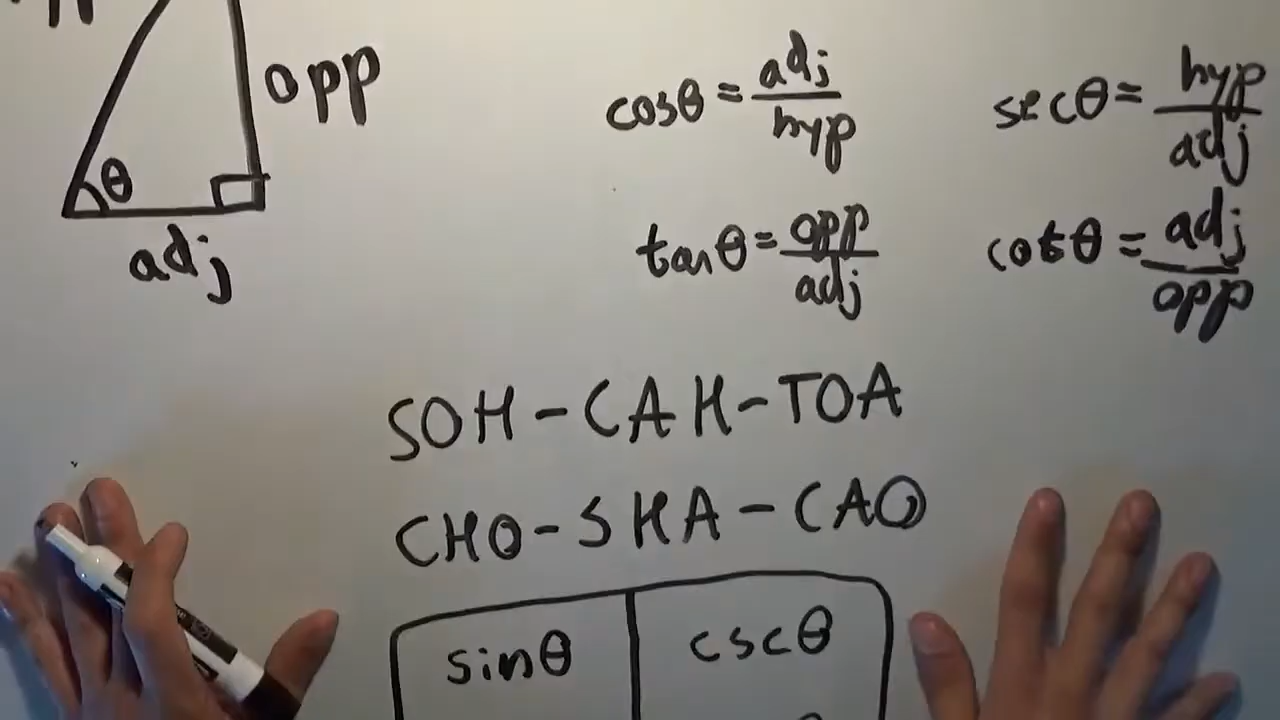 opp
θ
adj
cosθ = adj/hyp
secθ = hyp/adj
tanθ = opp/adj
cotθ = adj/opp
SOH-CAH-TOA
CHO-SHA-CAO
sinθ
cscθ